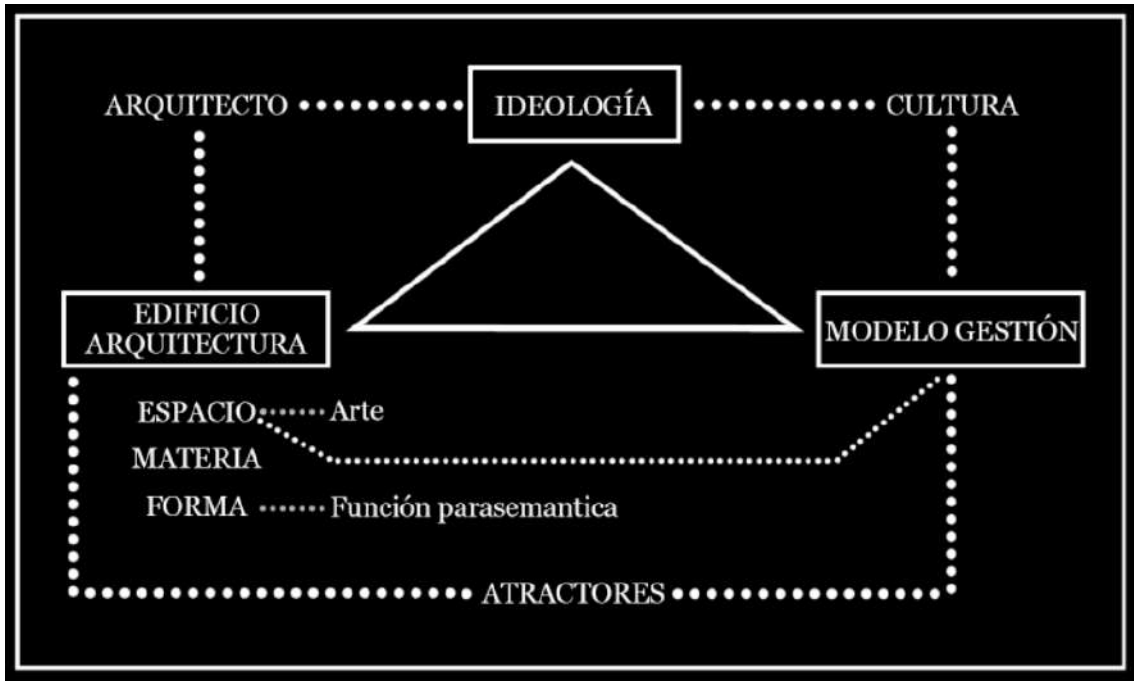 ARQUITECTO
IDEOLOGÍA
CULTURA
EDIFICIO
ARQUITECTURA
MODELO GESTIÓN
ESPACIO
Arte
MATERIA
FORMA
Función parasemantica
ATRACTORES